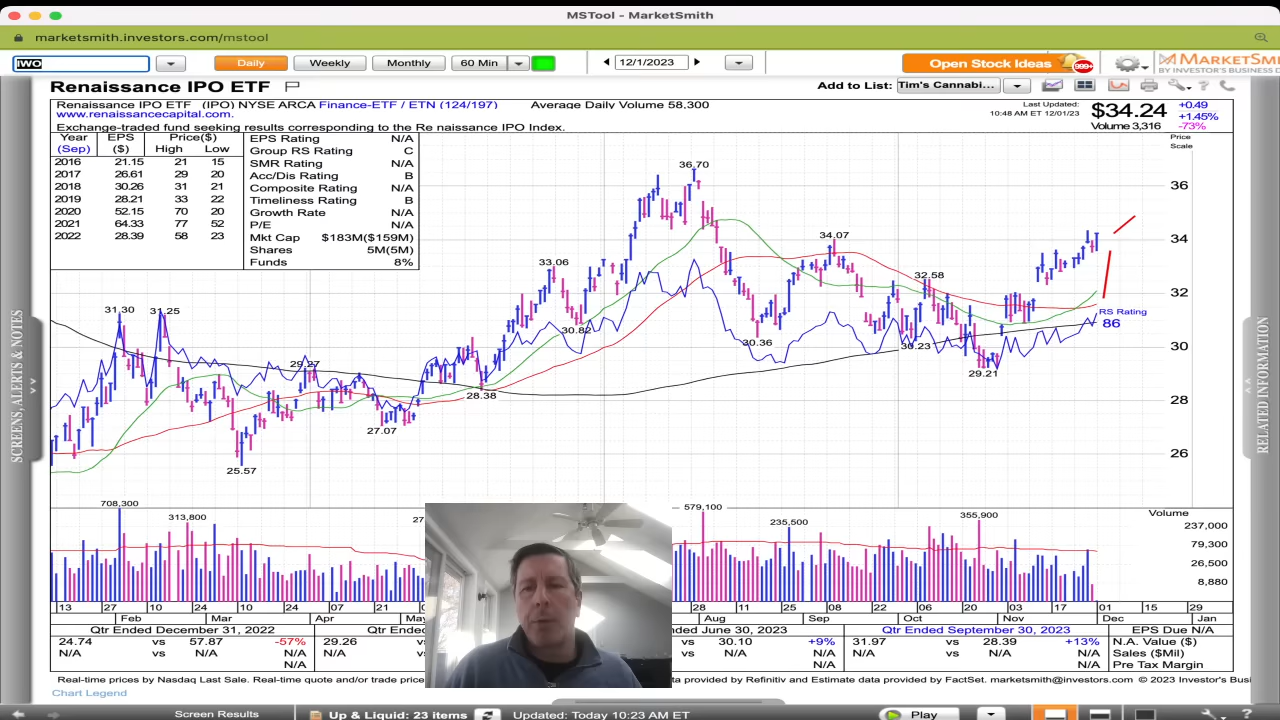 MSTool - MarketSmith
marketsmith.investors.com/mstool
IWO
Daily
Weekly
Monthly
60 Min
12/1/2023
Open Stock Ideas
999+
MarketSm
BY INVESTOR'S BUSINESS D
Renaissance IPO ETF
Add to List: Tim's Cannabi...
Renaissance IPO ETF (IPO) NYSE ARCA Finance-ETF / ETN (124/197) Average Daily Volume 58,300
www.renaissancecapital.com.
Exchange-traded fund seeking results corresponding to the Re naissance IPO Index.
Last Updated:
10:48 AM ET 12/01/23
$34.24
+0.49
+1.45%
Volume 3,316
-73%
Year EPS Price($)
(Sep) ($) High Low
2016 21.15 21 15
2017 26.61 29 20
2018 30.26 31 21
2019 28.21 33 22
2020 52.15 70 20
2021 64.33 77 52
2022 28.39 58 23
EPS Rating N/A
Group RS Rating C
SMR Rating N/A
Acc/Dis Rating B
Composite Rating N/A
Timeliness Rating B
Growth Rate N/A
P/E N/A
Mkt Cap $183M($159M)
Shares 5M(5M)
Funds 8%
Price
Scale
36
34
32
30
28
26
36.70
34.07
33.06
32.58
31.30
31.25
30.82
30.36
30.23
29.97
29.21
28.38
27.07
25.57
RS Rating
86
SCREENS, ALERTS & NOTES
RELATED INFORMATION
708,300
313,800
27
579,100
235,500
355,900
Volume
237,000
79,300
26,500
8,880
13 27 10 24 10 24 07 21 0 28 11 25 08 22 06 20 03 17 01 15 29
Feb Mar Apr May Aug Sep Oct Nov Dec Jan
Qtr Ended December 31, 2022
24.74 vs 57.87 -57%
N/A vs N/A N/A
N/A
Qtr Ende
29.26
N/A
nded June 30, 2023
vs 30.10 +9%
vs N/A N/A
N/A
Qtr Ended September 30, 2023
31.97 vs 28.39 +13%
N/A vs N/A N/A
N/A
EPS Due N/A
N.A. Value ($)
Sales ($Mil)
Pre Tax Margin
Real-time prices by Nasdaq Last Sale. Real-time quote and/or trade price
ta provided by Refinitiv and Estimate data provided by FactSet. marketsmith@investors.com © 2023 Investor's Busi
Chart Legend
Screen Results
Up & Liquid: 23 items
Updated: Today 10:23 AM ET
Play